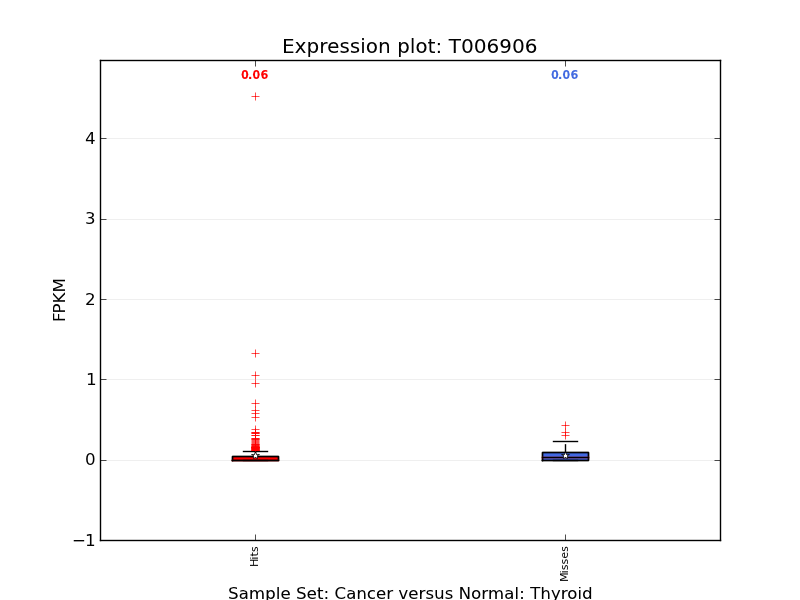 Expression plot: T006906
0.06 0.06
4
3
2
1
0
−1
FPKM
Hits Misses
Sample Set: Cancer versus Normal: Thyroid